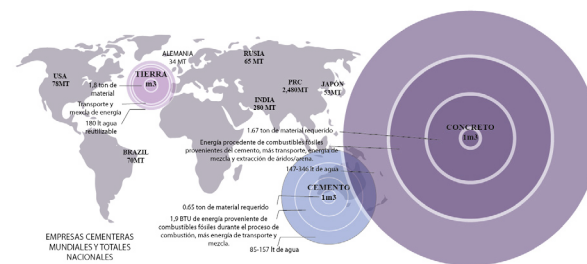 ALEMANIA
34 MT
RUSIA
65 MT
USA
78MT
TIERRA
m3
1,8 ton de
material
Transporte y
mezcla de energía
180 lt agua
reutilizable
PRC
2,480MT
JAPÓN
53MT
INDIA
280 MT
BRAZIL
70MT
1.67 ton de material requerido
Energía procedente de combustibles fósiles
provenientes del cemento, más transporte, energía de
mezcla y extracción de áridos/arena.
147-346 lt de agua
CONCRETO
1m3
CEMENTO
1m3
0.65 ton de material requerido
1,9 BTU de energía proveniente de
combustibles fósiles durante el proceso de
combustión, más energía de transporte y
mezcla.
85-157 lt de agua
EMPRESAS CEMENTERAS
MUNDIALES Y TOTALES
NACIONALES